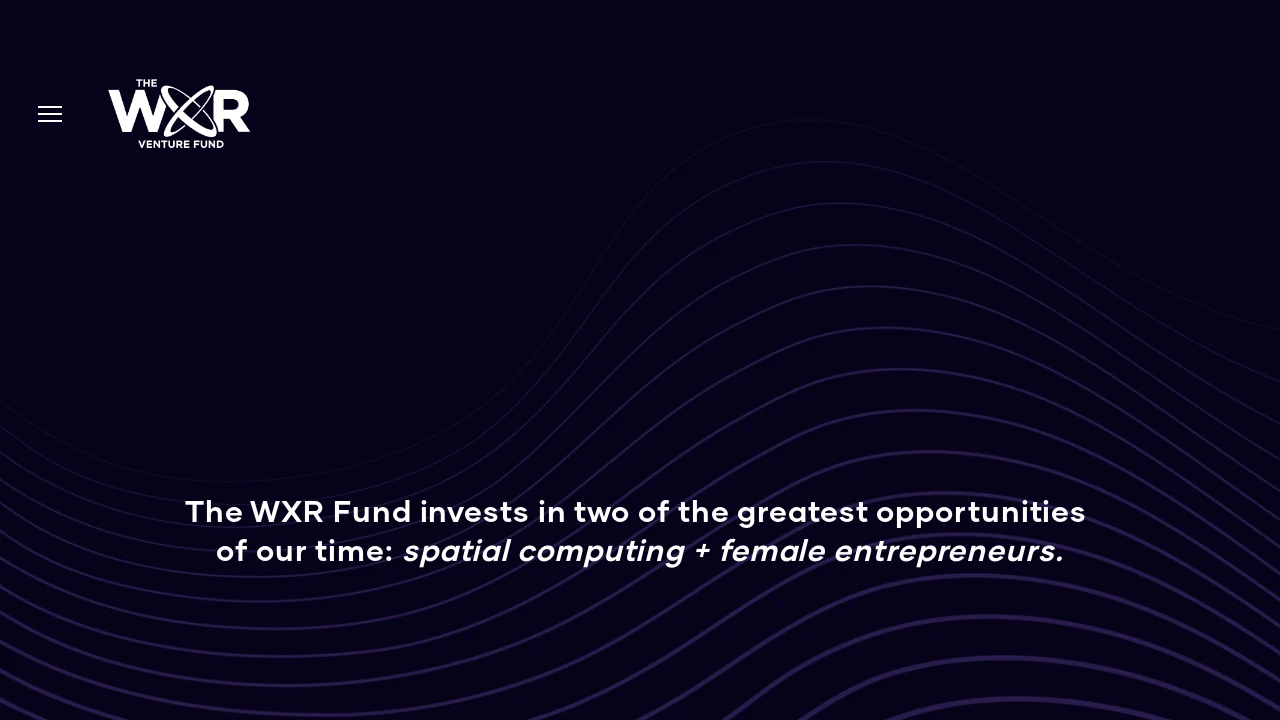 THE
WXR
VENTURE FUND
The WXR Fund invests in two of the greatest opportunities
of our time: spatial computing + female entrepreneurs.